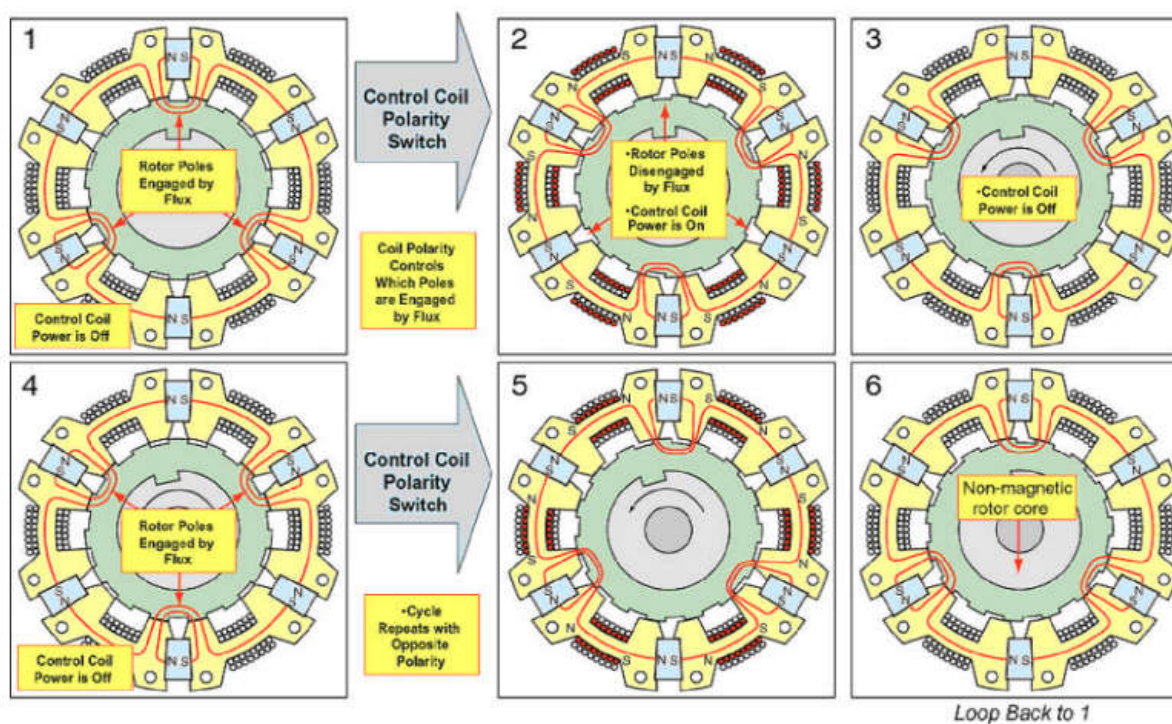 1
N S
N S
S N
Rotor Poles
Engaged by
Flux
S N
N S
N S
Control Coil
Power is Off
Control Coil
Polarity
Switch
Coil Polarity
Controls
Which Poles
are Engaged
by Flux
2
S N S N
N S
N S
S N
S N
•Rotor Poles
Disengaged
by Flux
•Control Coil
Power is On
N S
S N
N S
S N S N S
3
N S
N S
S N
•Control Coil
Power is Off
S N
N S
N S
4
N S
N S
S N
Rotor Poles
Engaged by
Flux
S N
N S
N S
Control Coil
Power is Off
Control Coil
Polarity
Switch
•Cycle
Repeats with
Opposite
Polarity
5
N N S S
S N
N S
S N
N S
S N
S N
N S
N S N S N S
6
N S
N S
S N
Non-magnetic
rotor core
S N
N S
N S
Loop Back to 1